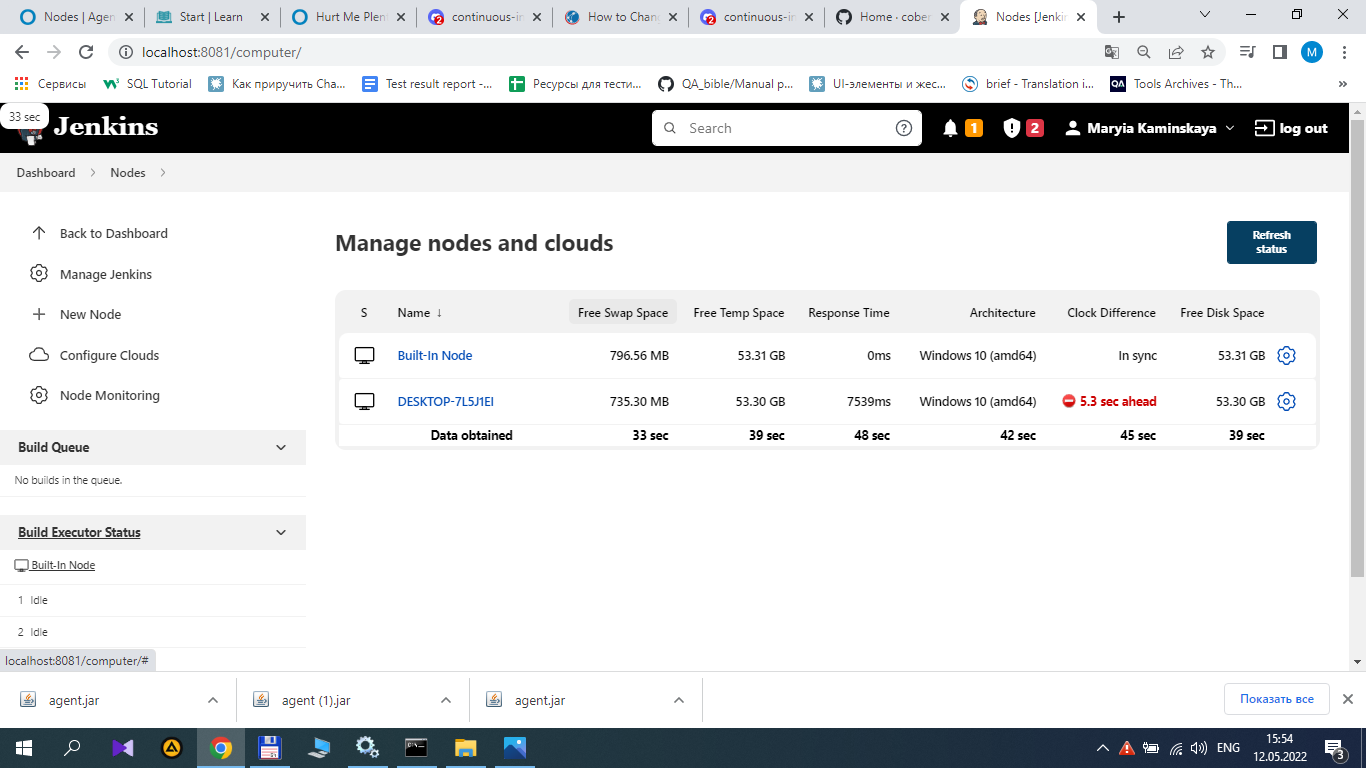 Nodes | Agen
Start | Learn
Hurt Me Plen
continuous-in
How to Chang
continuous-in
Home · cober
Nodes [Jenkin
localhost:8081/computer/
M
Сервисы
SQL Tutorial
Как приручить Cha...
Test result report -...
Ресурсы для тести...
QA_bible/Manual p...
UI-элементы и жес...
brief - Translation i...
QA
Tools Archives - Th...
33 sec
Jenkins
Search
1
2
Maryia Kaminskaya
log out
Dashboard
Nodes
Back to Dashboard
Manage Jenkins
New Node
Configure Clouds
Node Monitoring
Manage nodes and clouds
Refresh
status
S Name ↓ Free Swap Space Free Temp Space Response Time Architecture Clock Difference Free Disk Space
Built-In Node 796.56 MB 53.31 GB 0ms Windows 10 (amd64) In sync 53.31 GB
DESKTOP-7L5J1EI 735.30 MB 53.30 GB 7539ms Windows 10 (amd64) 5.3 sec ahead 53.30 GB
Data obtained 33 sec 39 sec 48 sec 42 sec 45 sec 39 sec
Build Queue
No builds in the queue.
Build Executor Status
Built-In Node
1 Idle
2 Idle
localhost:8081/computer/#
agent.jar
agent (1).jar
agent.jar
Показать все
ENG
15:54
12.05.2022
3